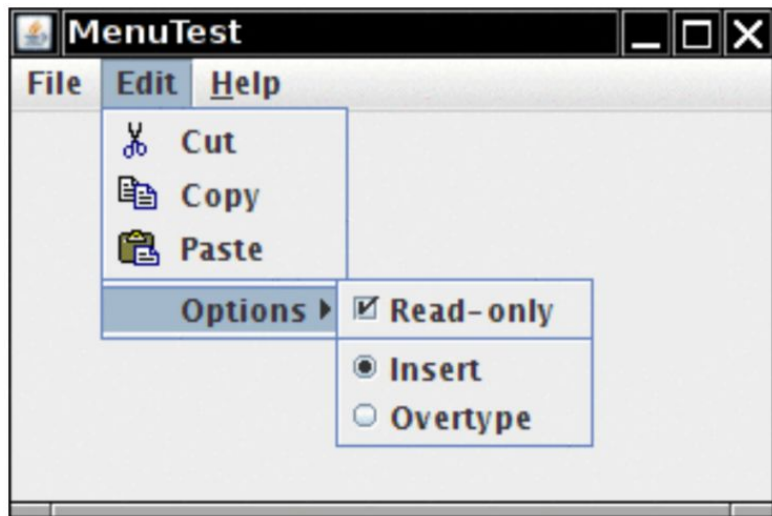 MenuTest
File Edit Help
Cut
Copy
Paste
Options
Read-only
Insert
Overtype